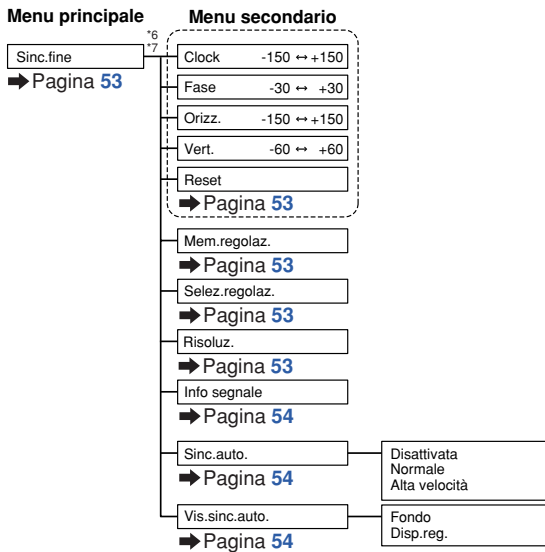 Menu principale
Menu secondario
*6
*7
Sinc.fine
➡ Pagina 53
Clock -150 ↔ +150
Fase -30 ↔ +30
Orizz. -150 ↔ +150
Vert. -60 ↔ +60
Reset
➡ Pagina 53
Mem.regolaz.
➡ Pagina 53
Selez.regolaz.
➡ Pagina 53
Risoluz.
➡ Pagina 53
Info segnale
➡ Pagina 54
Sinc.auto.
➡ Pagina 54
Disattivata
Normale
Alta velocità
Vis.sinc.auto.
➡ Pagina 54
Fondo
Disp.reg.